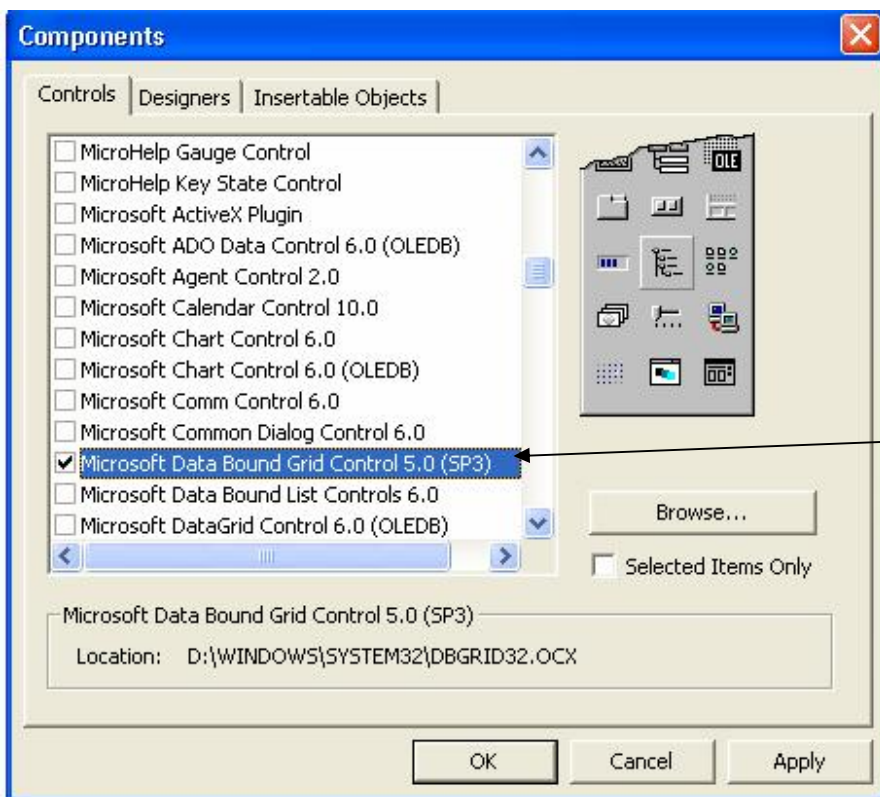 Components
Controls Designers Insertable Objects
MicroHelp Gauge Control
MicroHelp Key State Control
Microsoft ActiveX Plugin
Microsoft ADO Data Control 6.0 (OLEDB)
Microsoft Agent Control 2.0
Microsoft Calendar Control 10.0
Microsoft Chart Control 6.0
Microsoft Chart Control 6.0 (OLEDB)
Microsoft Comm Control 6.0
Microsoft Common Dialog Control 6.0
Microsoft Data Bound Grid Control 5.0 (SP3)
Microsoft Data Bound List Controls 6.0
Microsoft DataGrid Control 6.0 (OLEDB)
OLE
Browse...
Selected Items Only
Microsoft Data Bound Grid Control 5.0 (SP3)
Location: D:\WINDOWS\SYSTEM32\DBGRID32.OCX
OK Cancel Apply